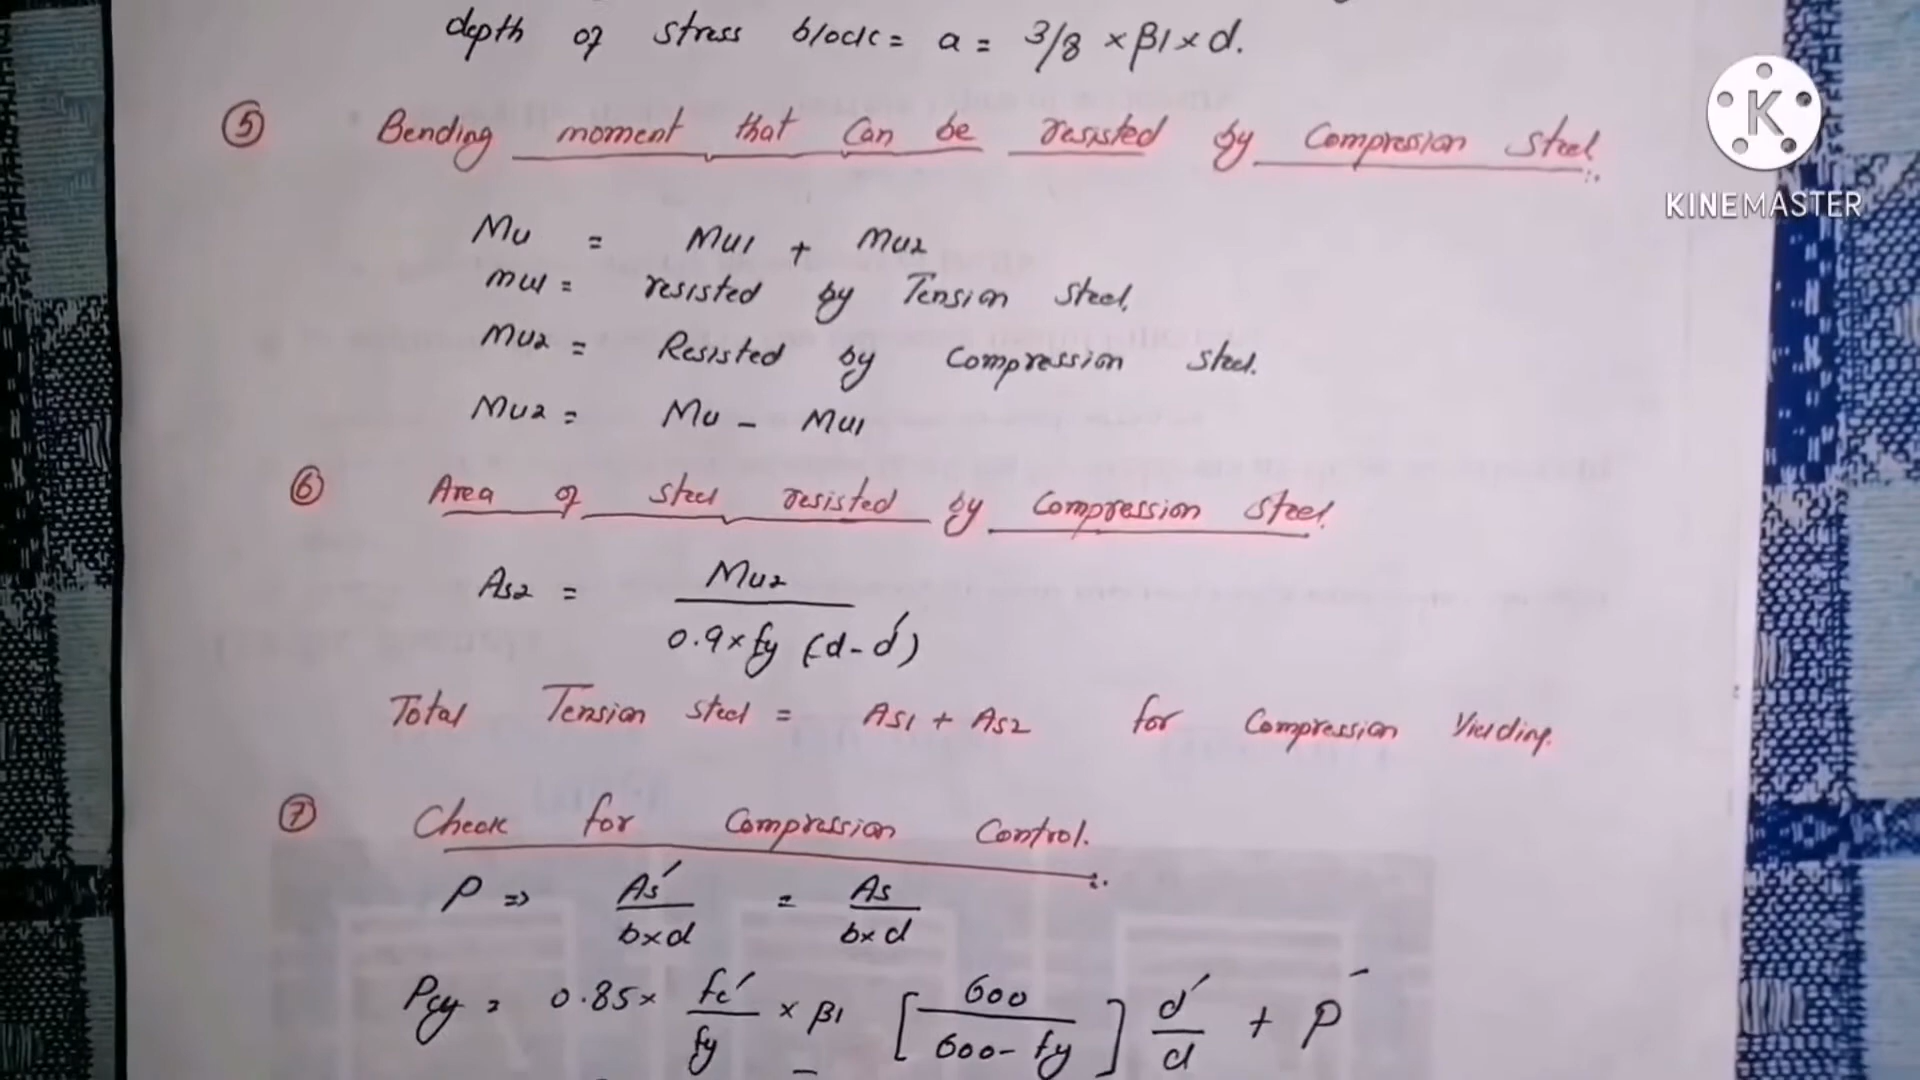 depth of stress block = a = 3/8 × β1 × d.
⑤ Bending moment that Can be resisted by Compression Steel.
K
KINEMASTER
Mu = Mu1 + Mu2
mu1 = resisted by Tension Steel.
Mu2 = Resisted by Compression Steel.
Mu2 = Mu - Mu1
⑥ Area of Steel resisted by Compression Steel.
As2 = Mu2 / 0.9 × fy (d - d')
Total Tension steel = As1 + As2 for Compression Yielding.
⑦ Check for Compression Control.
P => As' / b×d = As / b×d
Pcy = 0.85 × fc' / fy × β1 [600 / 600 - fy] d' / d + P'